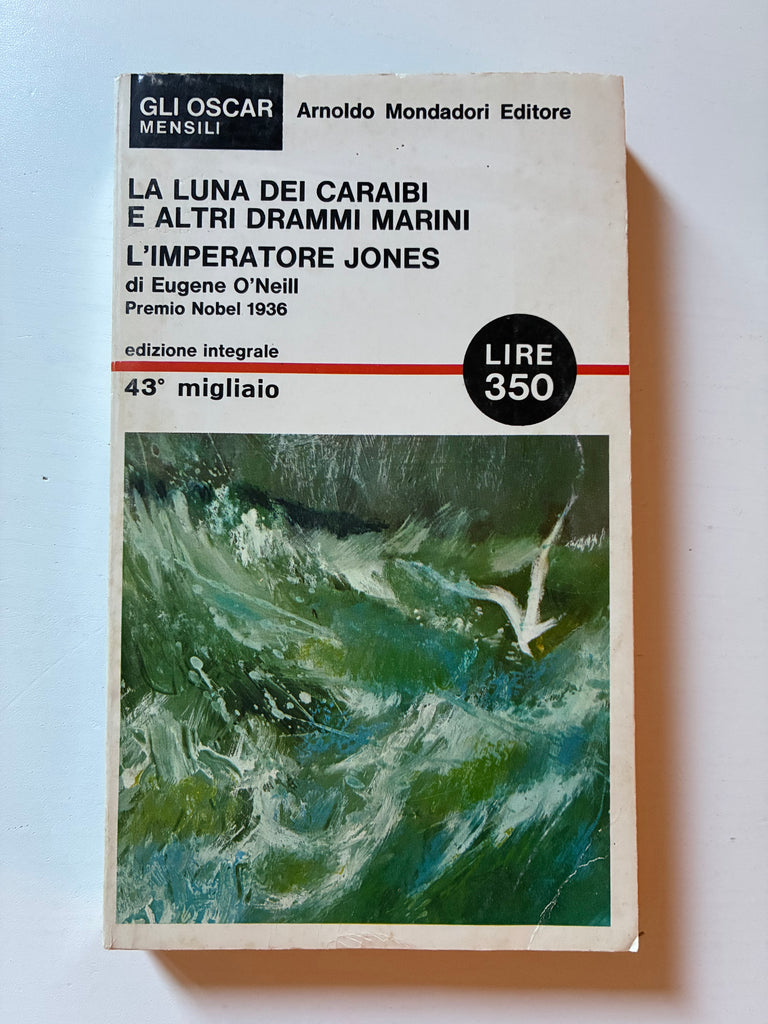 GLI OSCAR
MENSILI
Arnoldo Mondadori Editore
LA LUNA DEI CARAIBI
E ALTRI DRAMMI MARINI
L'IMPERATORE JONES
di Eugene O'Neill
Premio Nobel 1936
edizione integrale
43° migliaio
LIRE
350